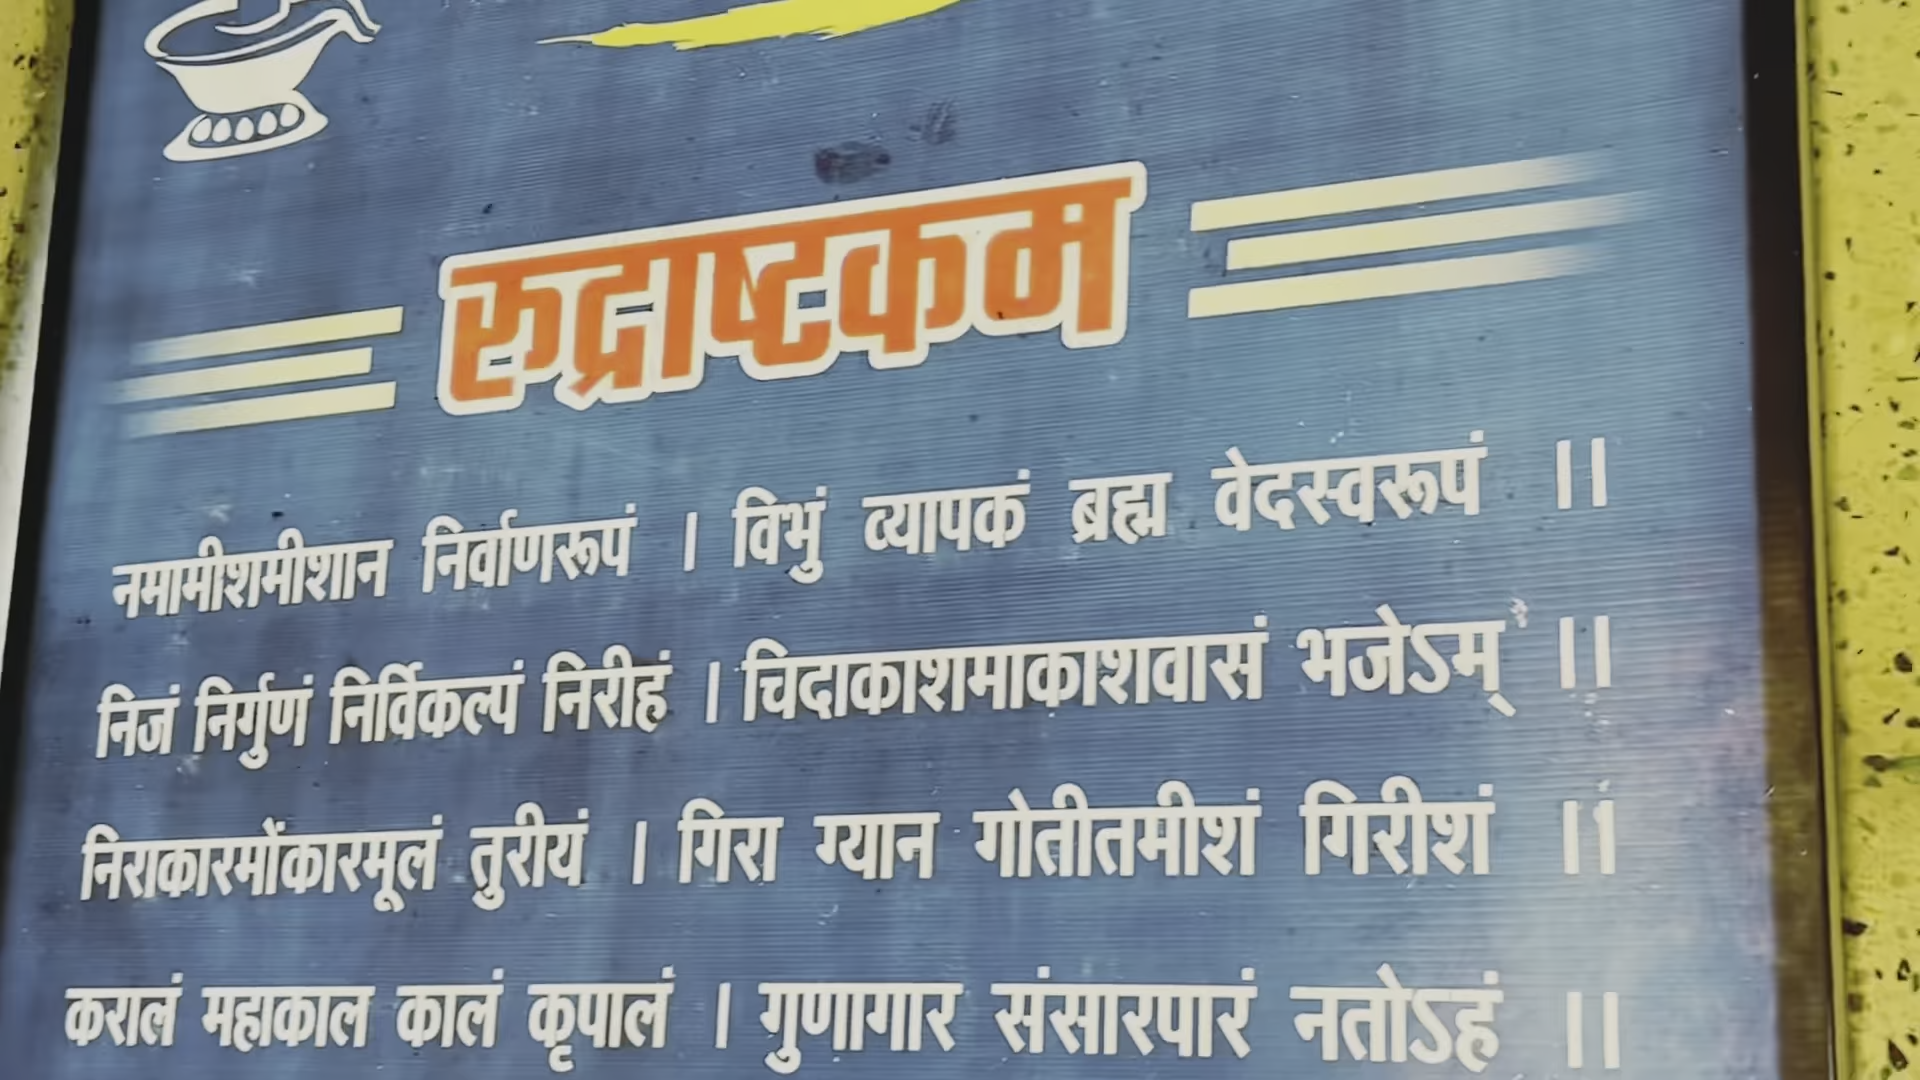 रुद्राष्टकम
नमामीशमीशान निर्वाणरूपं । विभुं व्यापकं ब्रह्म वेदस्वरूपं ।।
निजं निर्गुणं निर्विकल्पं निरीहं । चिदाकाशमाकाशवासं भजेऽम् ।।
निराकारमोंकारमूलं तुरीयं । गिरा ग्यान गोतीतमीशं गिरीशं ।।
करालं महाकाल कालं कृपालं । गुणागार संसारपारं नतोऽहं ।।